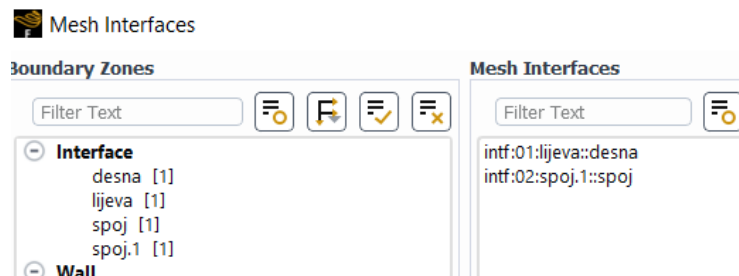 Mesh Interfaces
Boundary Zones
Filter Text
Interface
desna [1]
lijeva [1]
spoj [1]
spoj.1 [1]
Wall
Mesh Interfaces
Filter Text
intf:01:lijeva::desna
intf:02:spoj.1::spoj